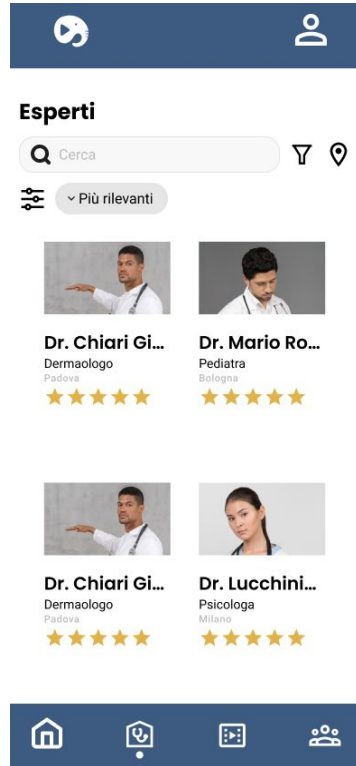 Esperti
Cerca
Più rilevanti
Dr. Chiari Gi...
Dermaologo
Padova
Dr. Mario Ro...
Pediatra
Bologna
Dr. Chiari Gi...
Dermaologo
Padova
Dr. Lucchini...
Psicologa
Milano